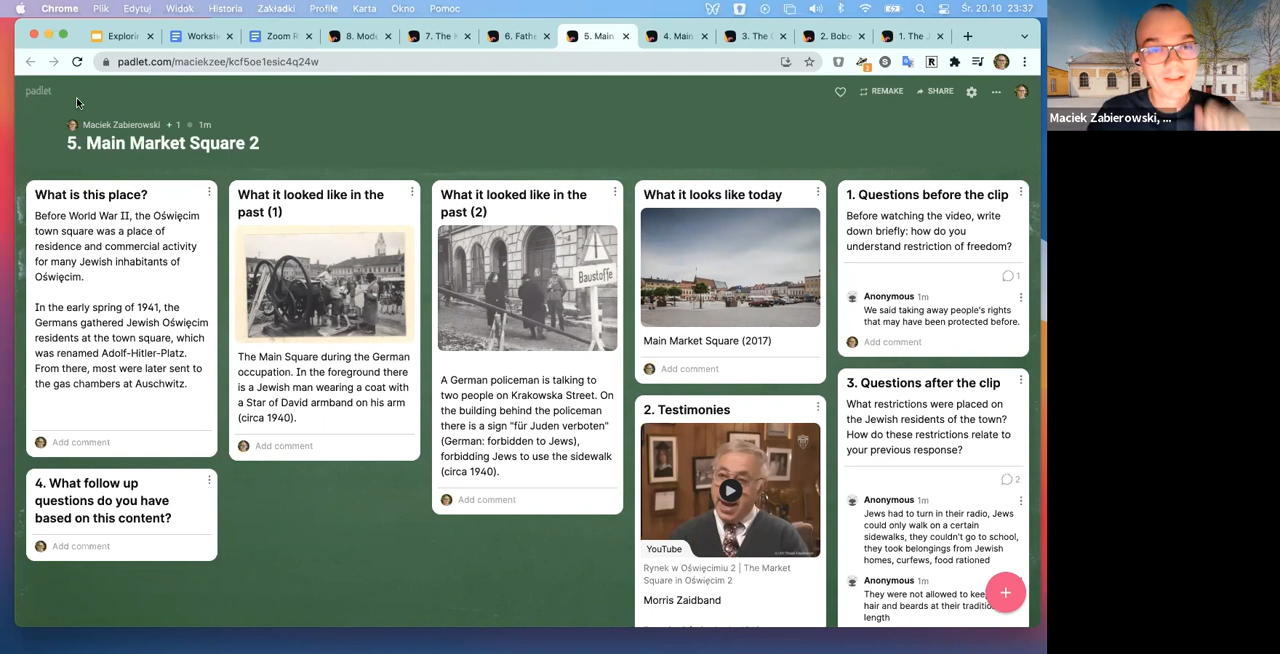 Chrome Plik Edytuj Widok Historia Zakładki Profile Karta Okno Pomoc Śr. 20.10 23:37
Explorin Worksh Zoom R 8. Mode 7. The 6. Fathe 5. Main 4. Main 3. The 2. Bobo 1. The
padlet.com/maciekzee/kcf5oe1esic4q24w
padlet
REMAKE SHARE
Maciek Zabierowski + 1 1m
5. Main Market Square 2
What is this place?
Before World War II, the Oświęcim
town square was a place of
residence and commercial activity
for many Jewish inhabitants of
Oświęcim.
In the early spring of 1941, the
Germans gathered Jewish Oświęcim
residents at the town square, which
was renamed Adolf-Hitler-Platz.
From there, most were later sent to
the gas chambers at Auschwitz.
Add comment
4. What follow up
questions do you have
based on this content?
Add comment
What it looked like in the
past (1)
The Main Square during the German
occupation. In the foreground there
is a Jewish man wearing a coat with
a Star of David armband on his arm
(circa 1940).
Add comment
What it looked like in the
past (2)
Baustoffe
A German policeman is talking to
two people on Krakowska Street. On
the building behind the policeman
there is a sign "für Juden verboten"
(German: forbidden to Jews),
forbidding Jews to use the sidewalk
(circa 1940).
Add comment
What it looks like today
Main Market Square (2017)
Add comment
2. Testimonies
YouTube
Rynek w Oświęcimiu 2 | The Market
Square in Oświęcim 2
Morris Zaidband
1. Questions before the clip
Before watching the video, write
down briefly: how do you
understand restriction of freedom?
1
Anonymous 1m
We said taking away people's rights
that may have been protected before.
Add comment
3. Questions after the clip
What restrictions were placed on
the Jewish residents of the town?
How do these restrictions relate to
your previous response?
2
Anonymous 1m
Jews had to turn in their radio, Jews
could only walk on a certain
sidewalks, they couldn't go to school,
they took belongings from Jewish
homes, curfews, food rationed
Anonymous 1m
They were not allowed to kee
hair and beards at their traditio
length
Maciek Zabierowski, ...